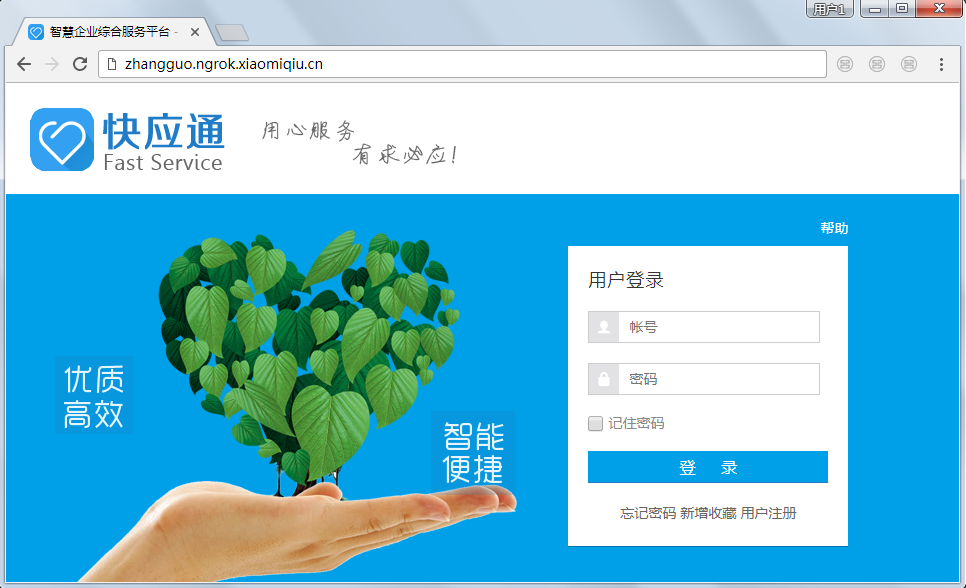 用户1
智慧企业综合服务平台 -
zhangguo.ngrok.xiaomiqiu.cn
快应通
Fast Service
用心服务
有求必应!
帮助
用户登录
帐号
密码
记住密码
登 录
忘记密码 新增收藏 用户注册
优质
高效
智能
便捷